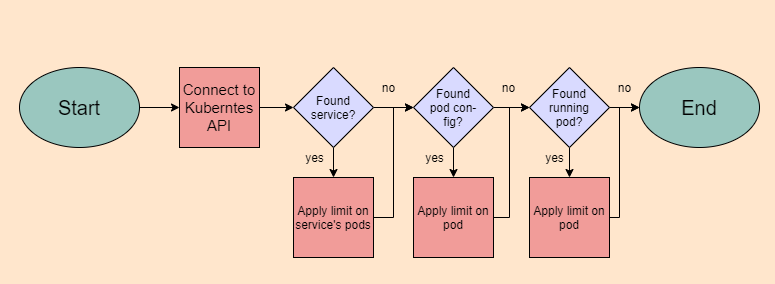 Start
Connect to
Kuberntes
API
Found
service?
no
Found
pod con-
fig?
no
Found
running
pod?
no
End
yes
yes
yes
Apply limit on
service's pods
Apply limit on
pod
Apply limit on
pod